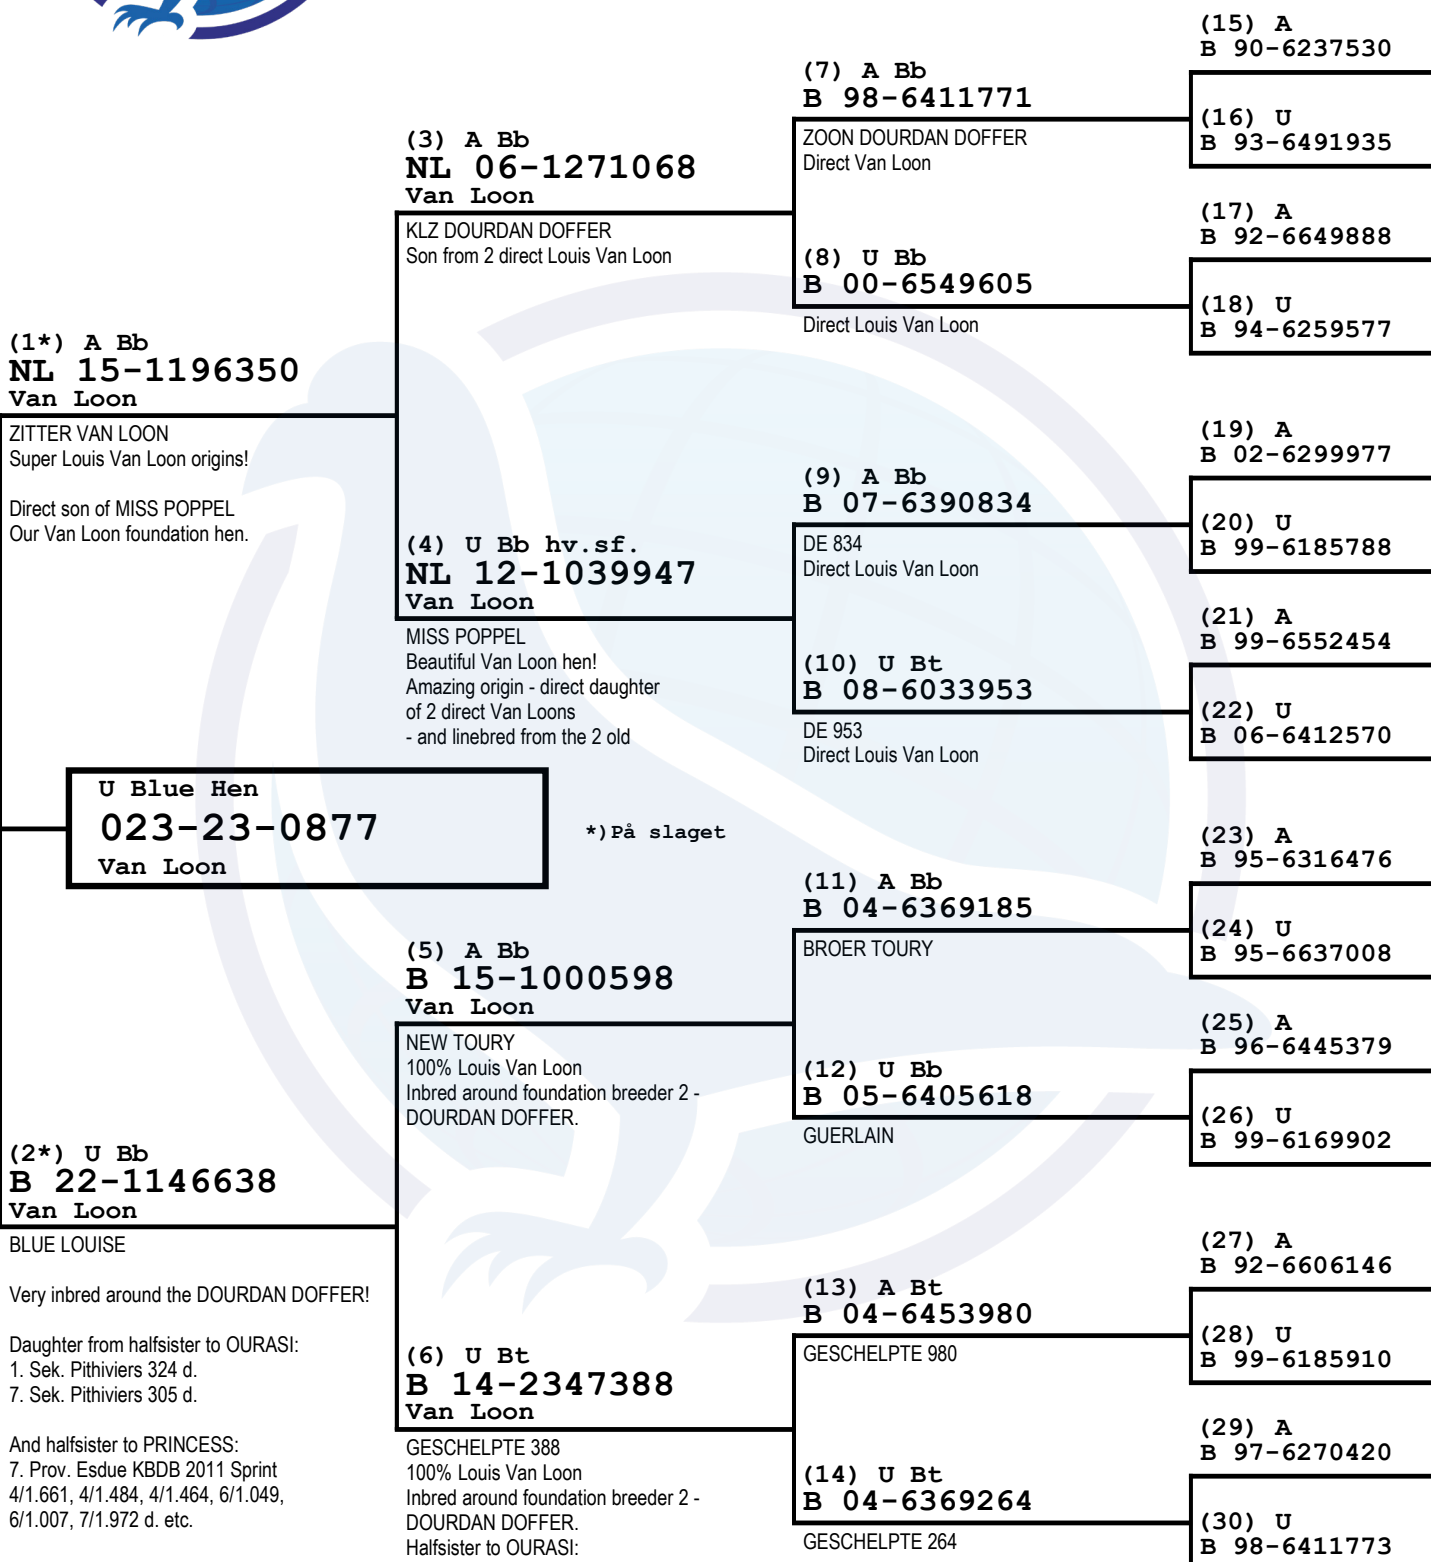 (1*) A Bb
NL 15-1196350
Van Loon
ZITTER VAN LOON
Super Louis Van Loon origins!
Direct son of MISS POPPEL
Our Van Loon foundation hen.
U Blue Hen
023-23-0877
Van Loon
*)På slaget
(2*) U Bb
B 22-1146638
Van Loon
BLUE LOUISE
Very inbred around the DOURDAN DOFFER!
Daughter from halfsister to OURASI:
1. Sek. Pithiviers 324 d.
7. Sek. Pithiviers 305 d.
And halfsister to PRINCESS:
7. Prov. Esdue KBDB 2011 Sprint
4/1.661, 4/1.484, 4/1.464, 6/1.049,
6/1.007, 7/1.972 d. etc.
(3) A Bb
NL 06-1271068
Van Loon
KLZ DOURDAN DOFFER
Son from 2 direct Louis Van Loon
(4) U Bb hv.sf.
NL 12-1039947
Van Loon
MISS POPPEL
Beautiful Van Loon hen!
Amazing origin - direct daughter
of 2 direct Van Loons
- and linebred from the 2 old
(5) A Bb
B 15-1000598
Van Loon
NEW TOURY
100% Louis Van Loon
Inbred around foundation breeder 2 -
DOURDAN DOFFER.
(6) U Bt
B 14-2347388
Van Loon
GESCHELPTE 388
100% Louis Van Loon
Inbred around foundation breeder 2 -
DOURDAN DOFFER.
Halfsister to OURASI:
(7) A Bb
B 98-6411771
ZOON DOURDAN DOFFER
Direct Van Loon
(8) U Bb
B 00-6549605
Direct Louis Van Loon
(9) A Bb
B 07-6390834
DE 834
Direct Louis Van Loon
(10) U Bt
B 08-6033953
DE 953
Direct Louis Van Loon
(11) A Bb
B 04-6369185
BROER TOURY
(12) U Bb
B 05-6405618
GUERLAIN
(13) A Bt
B 04-6453980
GESCHELPTE 980
(14) U Bt
B 04-6369264
GESCHELPTE 264
(15) A
B 90-6237530
(16) U
B 93-6491935
(17) A
B 92-6649888
(18) U
B 94-6259577
(19) A
B 02-6299977
(20) U
B 99-6185788
(21) A
B 99-6552454
(22) U
B 06-6412570
(23) A
B 95-6316476
(24) U
B 95-6637008
(25) A
B 96-6445379
(26) U
B 99-6169902
(27) A
B 92-6606146
(28) U
B 99-6185910
(29) A
B 97-6270420
(30) U
B 98-6411773